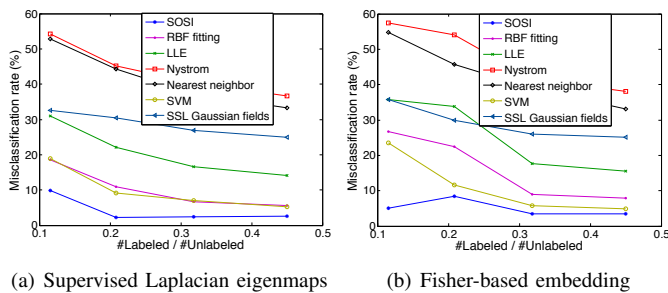 60
50
40
30
20
10
0
Misclassification rate (%)
0.1 0.2 0.3 0.4 0.5
#Labeled / #Unlabeled
SOSI
RBF fitting
LLE
Nystrom
Nearest neighbor
SVM
SSL Gaussian fields
(a) Supervised Laplacian eigenmaps
60
50
40
30
20
10
0
Misclassification rate (%)
0.1 0.2 0.3 0.4 0.5
#Labeled / #Unlabeled
SOSI
RBF fitting
LLE
Nystrom
Nearest neighbor
SVM
SSL Gaussian fields
(b) Fisher-based embedding